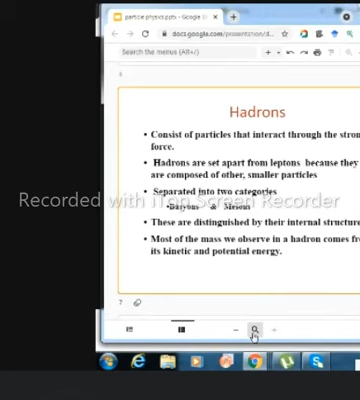 particle physics.pptx - Google S
docs.google.com/presentation/d
Search the menus (Alt+/)
Hadrons
• Consist of particles that interact through the stron
force.
• Hadrons are set apart from leptons because they
are composed of other, smaller particles
• Separated into two categories
Recorded with iTop Screen Recorder
•Baryons & Mesons
• These are distinguished by their internal structure
• Most of the mass we observe in a hadron comes fr
its kinetic and potential energy.
7